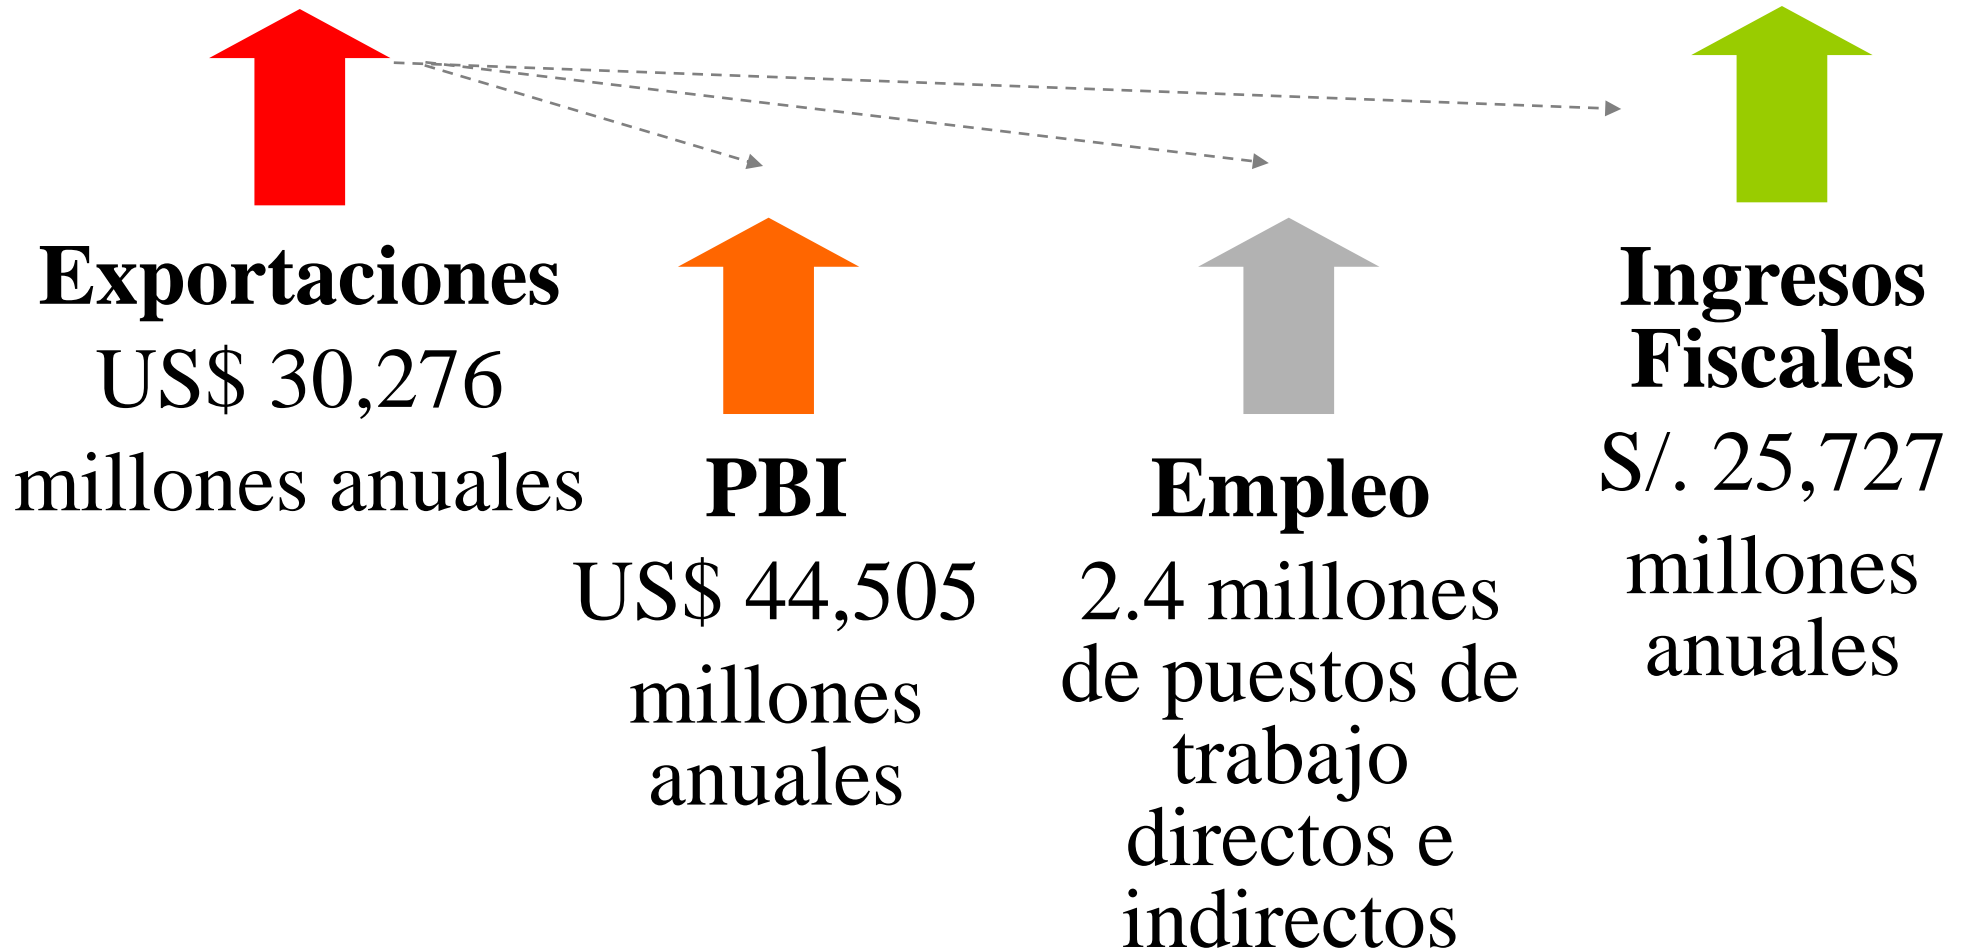 Exportaciones
US$ 30,276
millones anuales
PBI
US$ 44,505
millones
anuales
Empleo
2.4 millones
de puestos de
trabajo
directos e
indirectos
Ingresos
Fiscales
S/. 25,727
millones
anuales